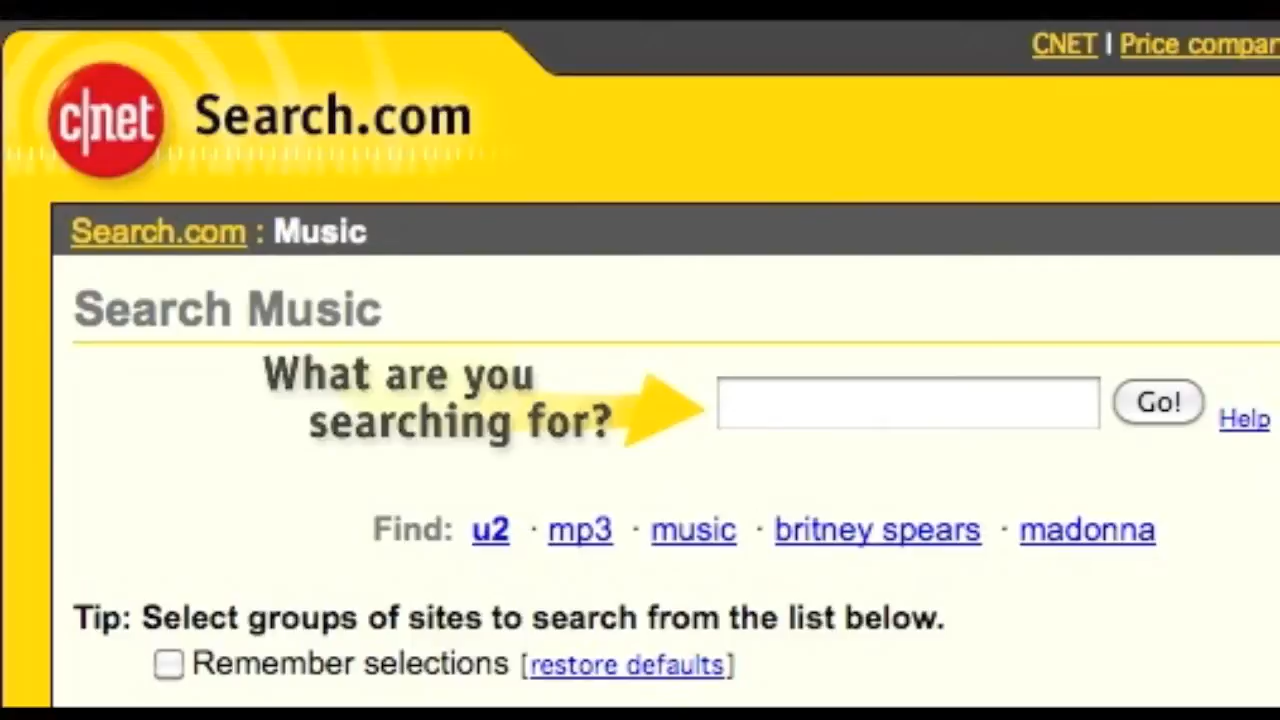 CNET | Price compar
c|net Search.com
Search.com : Music
Search Music
What are you
searching for?
Go!
Help
Find: u2 · mp3 · music · britney spears · madonna
Tip: Select groups of sites to search from the list below.
Remember selections [restore defaults]